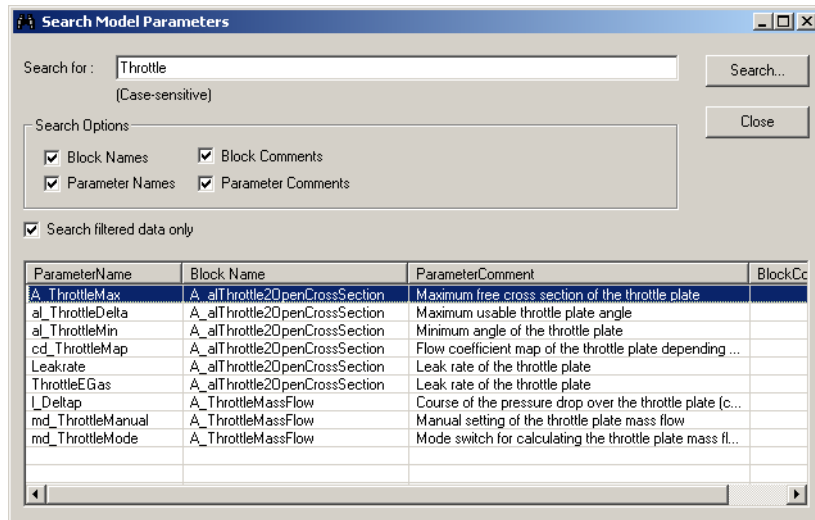 Search Model Parameters
Search for : Throttle Search...
(Case-sensitive)
Close
Search Options
Block Names Block Comments
Parameter Names Parameter Comments
Search filtered data only
ParameterName Block Name ParameterComment BlockCc
A_ThrottleMax A_alThrottle2OpenCrossSection Maximum free cross section of the throttle plate
al_ThrottleDelta A_alThrottle2OpenCrossSection Maximum usable throttle plate angle
al_ThrottleMin A_alThrottle2OpenCrossSection Minimum angle of the throttle plate
cd_ThrottleMap A_alThrottle2OpenCrossSection Flow coefficient map of the throttle plate depending ...
Leakrate A_alThrottle2OpenCrossSection Leak rate of the throttle plate
ThrottleEGas A_alThrottle2OpenCrossSection Leak rate of the throttle plate
l_Deltap A_ThrottleMassFlow Course of the pressure drop over the throttle plate (c...
md_ThrottleManual A_ThrottleMassFlow Manual setting of the throttle plate mass flow
md_ThrottleMode A_ThrottleMassFlow Mode switch for calculating the throttle plate mass fl...